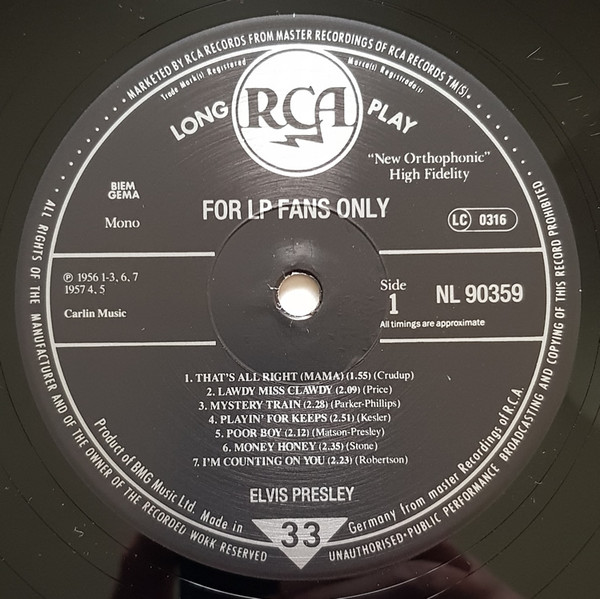 MARKETED BY RCA RECORDS FROM MASTER RECORDINGS OF RCA RECORDS TM(S).
Trade Mark(s) Registered
Marca(s) Registrada(s)
LONG RCA PLAY
"New Orthophonic"
High Fidelity
BIEM
GEMA
Mono
FOR LP FANS ONLY
LC 0316
℗ 1956 1-3, 6, 7
1957 4, 5
Carlin Music
Side
1
NL 90359
All timings are approximate
1. THAT'S ALL RIGHT (MAMA) (1.55) (Crudup)
2. LAWDY MISS CLAWDY (2.09) (Price)
3. MYSTERY TRAIN (2.28) (Parker-Phillips)
4. PLAYIN' FOR KEEPS (2.51) (Kesler)
5. POOR BOY (2.12) (Matson-Presley)
6. MONEY HONEY (2.35) (Stone)
7. I'M COUNTING ON YOU (2.23) (Robertson)
ELVIS PRESLEY
Product of BMG Music Ltd. Made in Germany from master Recordings of R.C.A.
33
ALL RIGHTS OF THE MANUFACTURER AND OF THE OWNER OF THE RECORDED WORK RESERVED
UNAUTHORISED·PUBLIC PERFORMANCE BROADCASTING AND COPYING OF THIS RECORD PROHIBITED